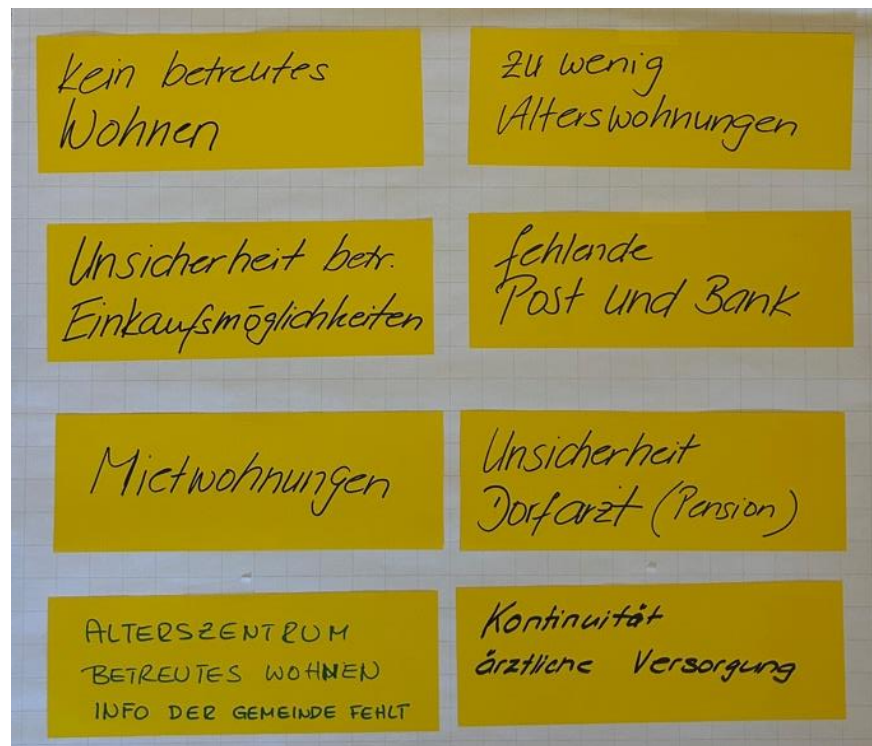 kein betreutes
Wohnen
zu wenig
Alterswohnungen
Unsicherheit betr.
Einkaufsmöglichkeiten
fehlende
Post und Bank
Mietwohnungen
Unsicherheit
Dorfarzt (Pension)
ALTERSZENTRUM
BETREUTES WOHNEN
INFO DER GEMEINDE FEHLT
Kontinuität
ärztliche Versorgung